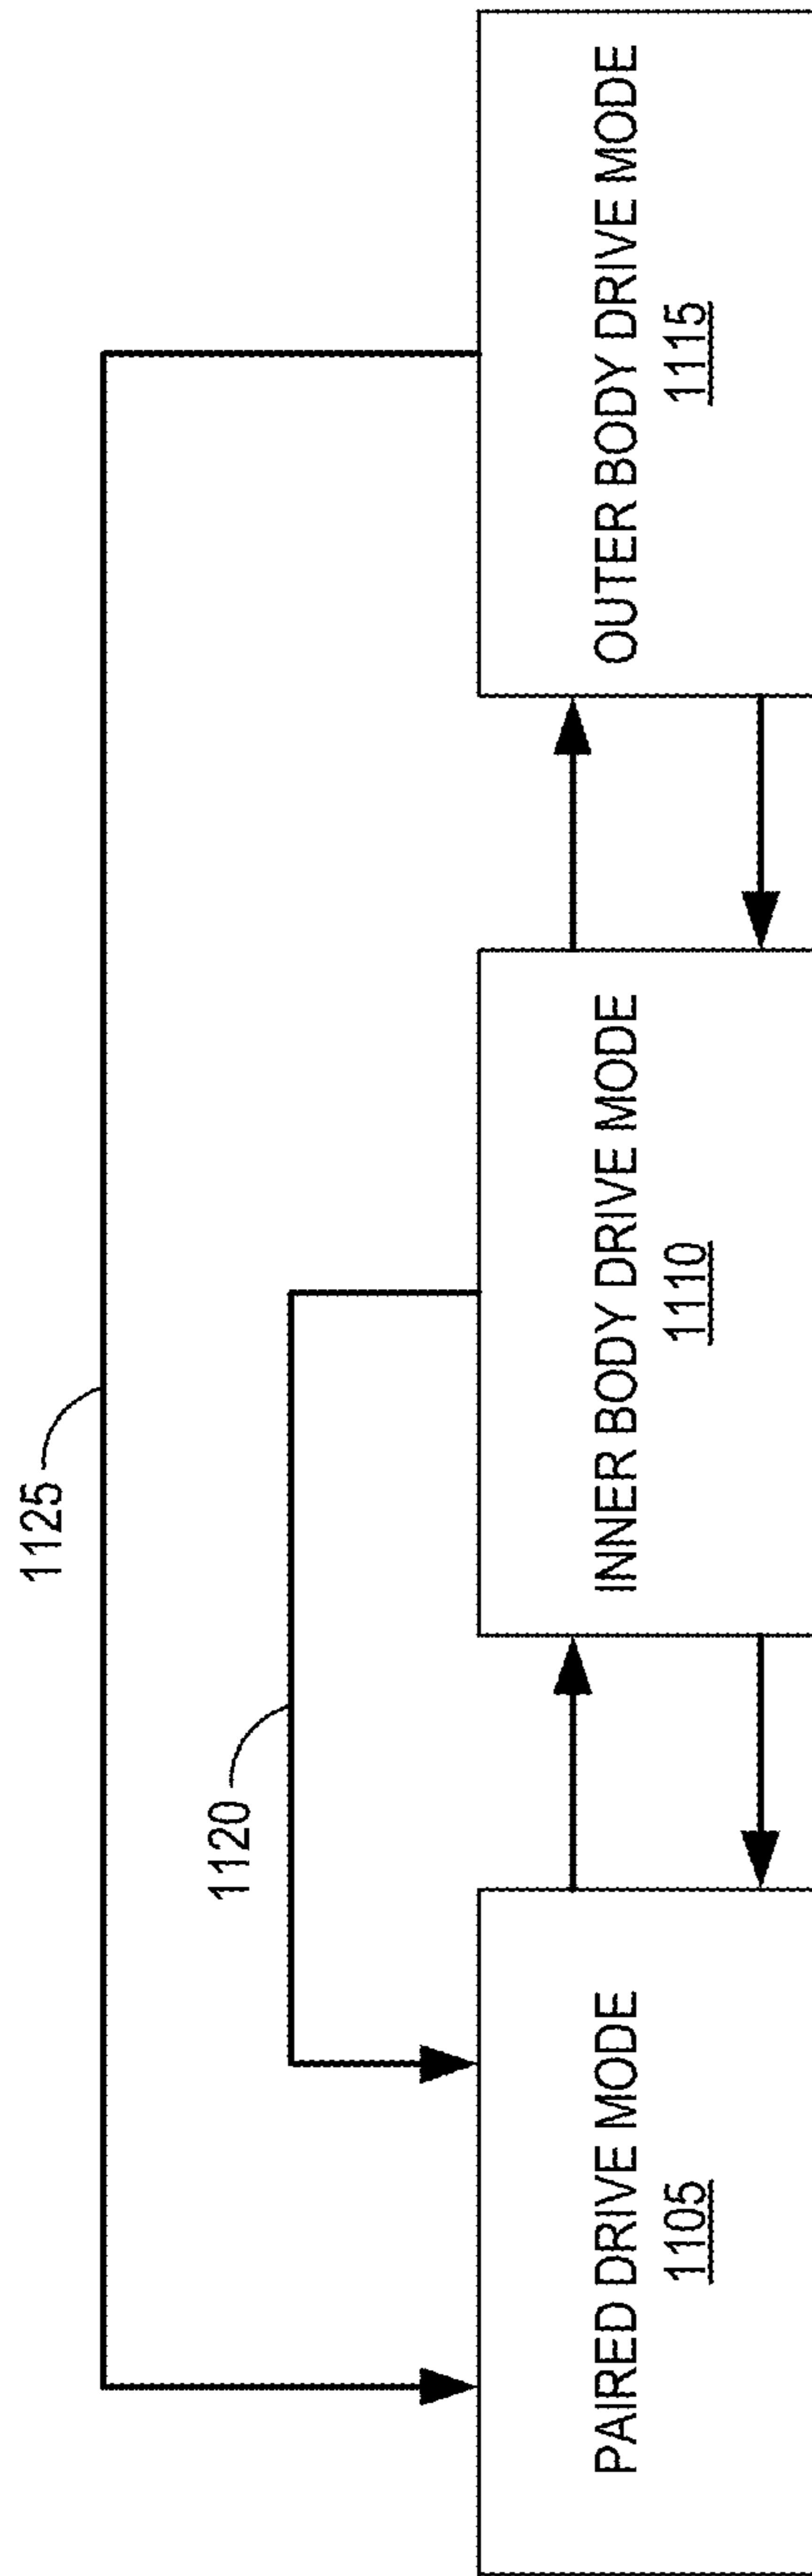 1125
1120
PAIRED DRIVE MODE
1105
INNER BODY DRIVE MODE
1110
OUTER BODY DRIVE MODE
1115